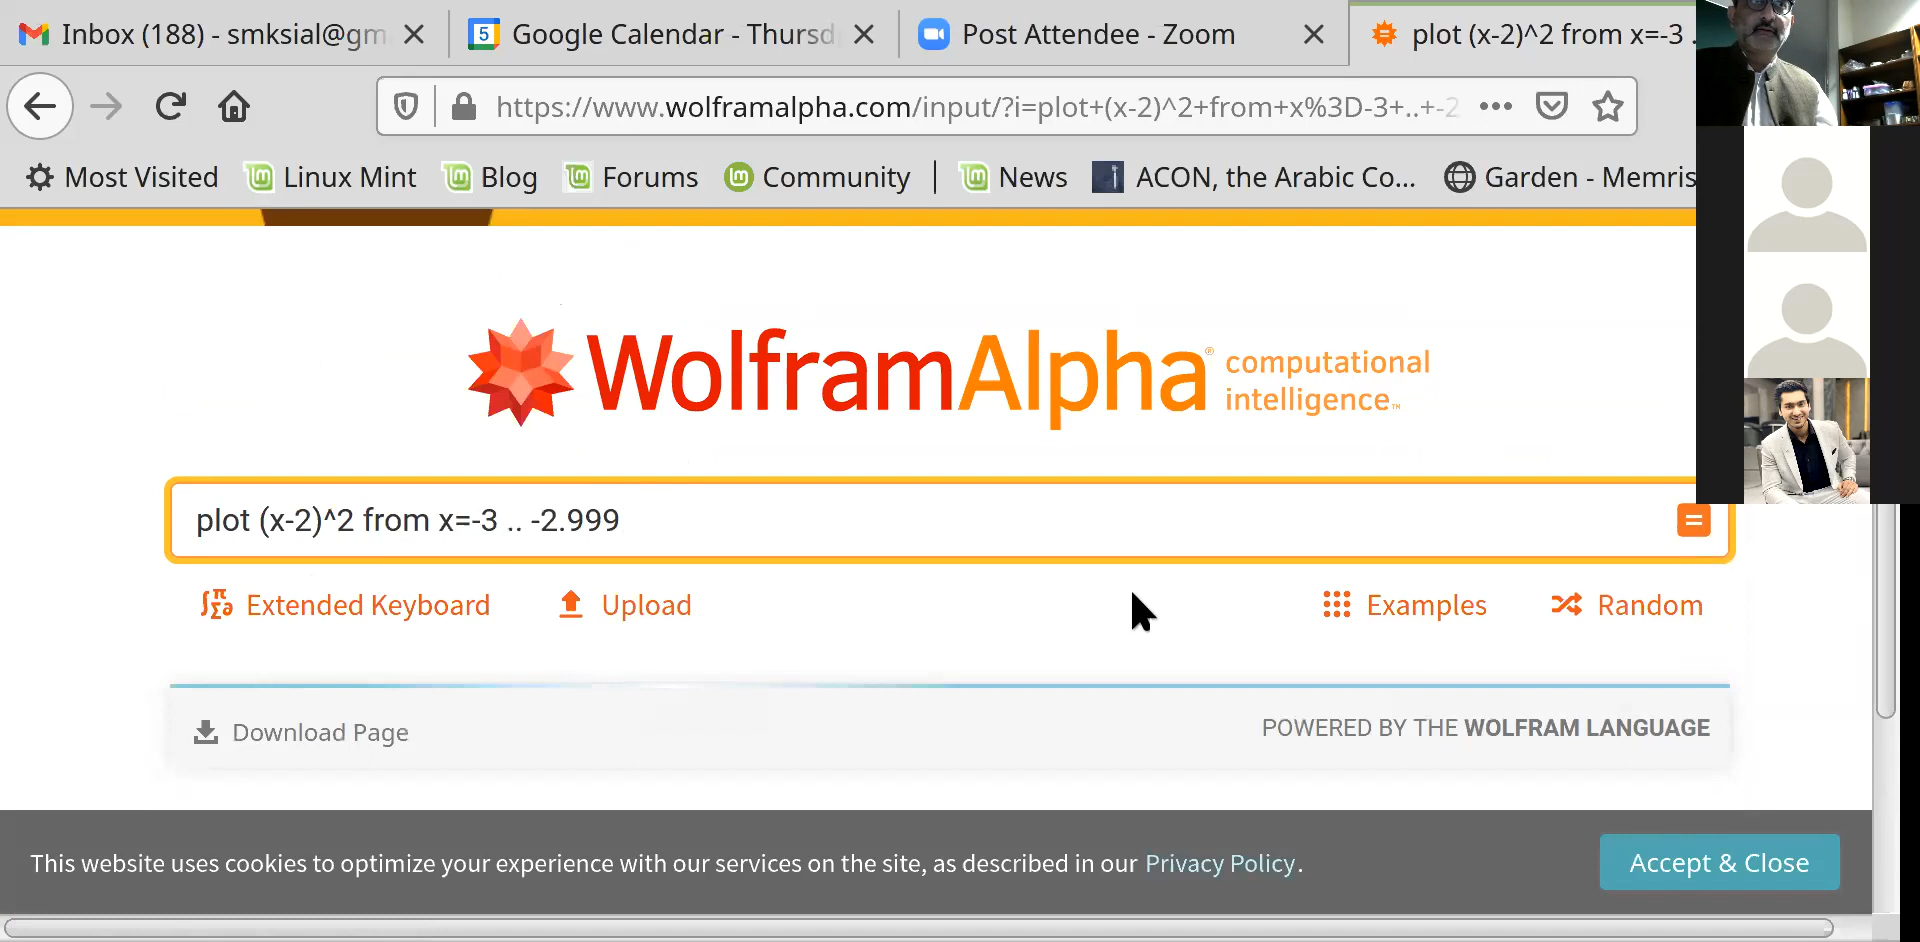 Inbox (188) - smksial@gm
Google Calendar - Thursd
Post Attendee - Zoom
plot (x-2)^2 from x=-3 .
https://www.wolframalpha.com/input/?i=plot+(x-2)^2+from+x%3D-3+..+-2
Most Visited
Linux Mint
Blog
Forums
Community
News
ACON, the Arabic Co...
Garden - Memris
WolframAlpha® computational
intelligence™
plot (x-2)^2 from x=-3 .. -2.999
Extended Keyboard
Upload
Examples
Random
Download Page
POWERED BY THE WOLFRAM LANGUAGE
This website uses cookies to optimize your experience with our services on the site, as described in our Privacy Policy.
Accept & Close